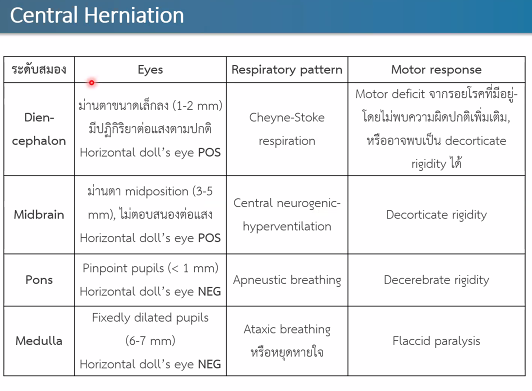 Central Herniation
ระดับสมอง Eyes Respiratory pattern Motor response
Dien-
cephalon
ม่านตาขนาดเล็กลง (1-2 mm)
มีปฏิกิริยาต่อแสงตามปกติ
Horizontal doll's eye POS
Cheyne-Stoke
respiration
Motor deficit จากรอยโรคที่มีอยู่-
โดยไม่พบความผิดปกติเพิ่มเติม,
หรืออาจพบเป็น decorticate
rigidity ได้
Midbrain
ม่านตา midposition (3-5
mm), ไม่ตอบสนองต่อแสง
Horizontal doll's eye POS
Central neurogenic-
hyperventilation
Decorticate rigidity
Pons
Pinpoint pupils (< 1 mm)
Horizontal doll's eye NEG
Apneustic breathing
Decerebrate rigidity
Medulla
Fixedly dilated pupils
(6-7 mm)
Horizontal doll's eye NEG
Ataxic breathing
หรือหยุดหายใจ
Flaccid paralysis